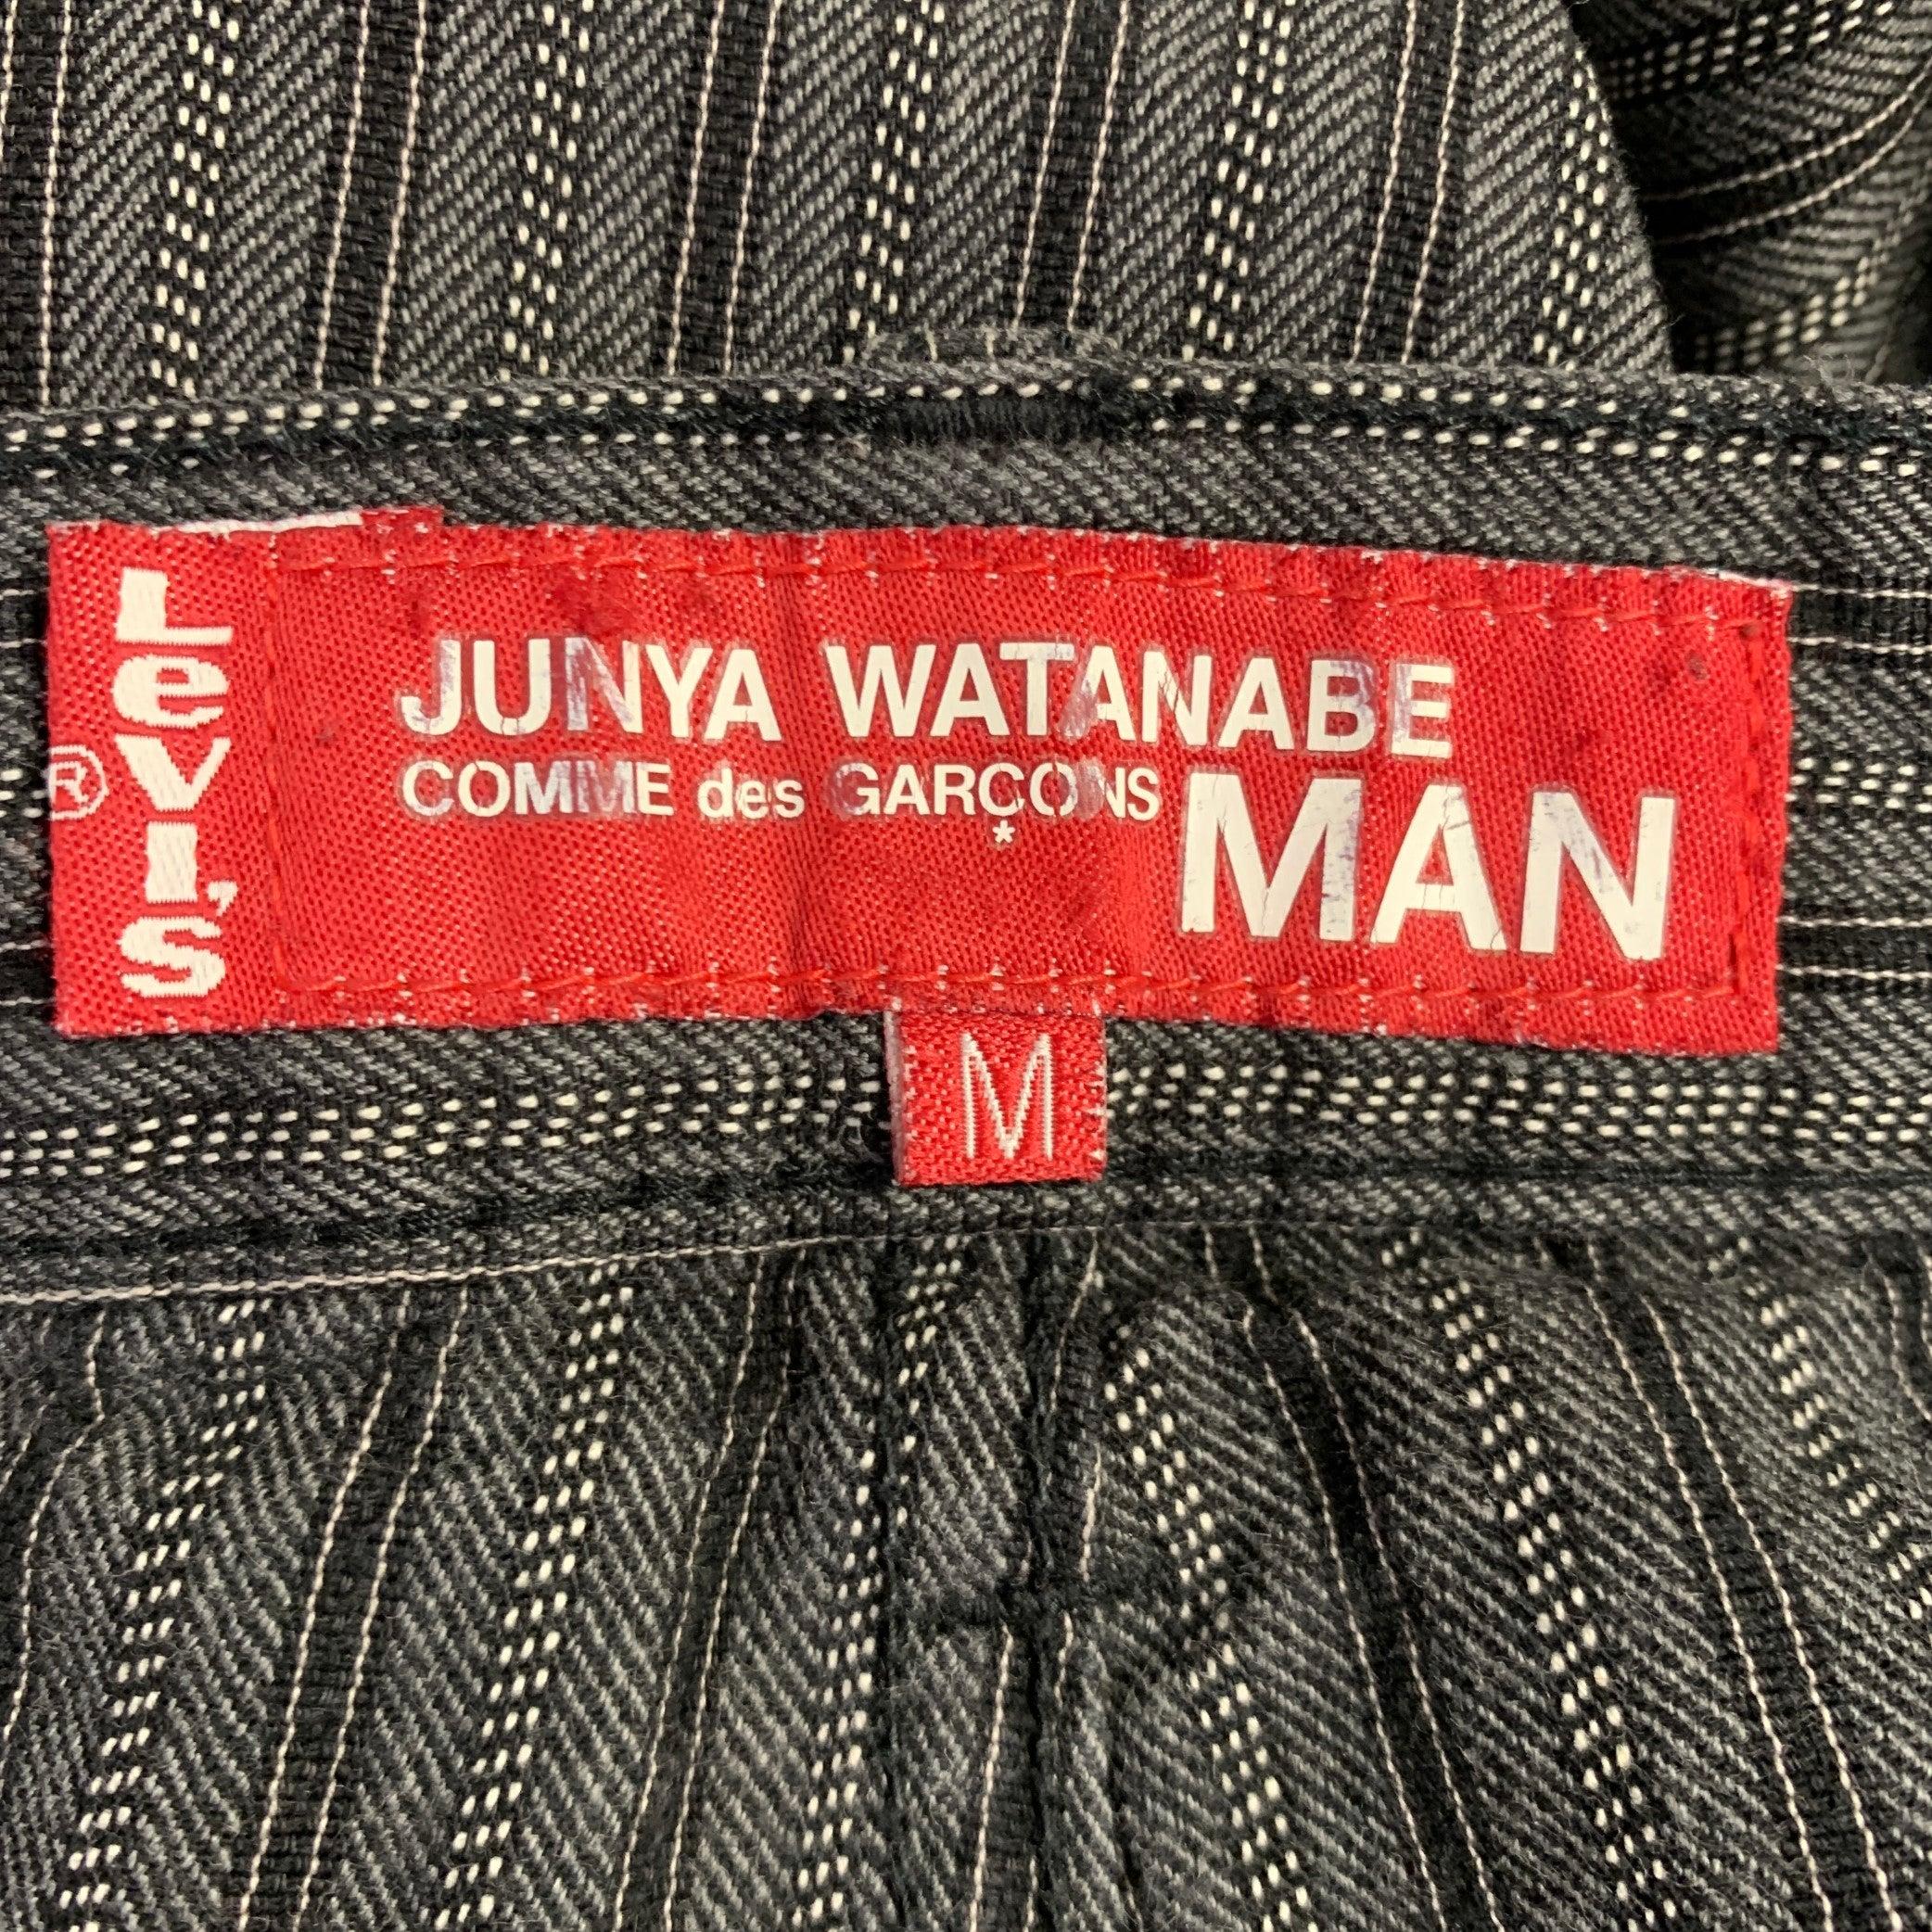 Levi's
®
JUNYA WATANABE
COMME des GARÇONS MAN
*
M